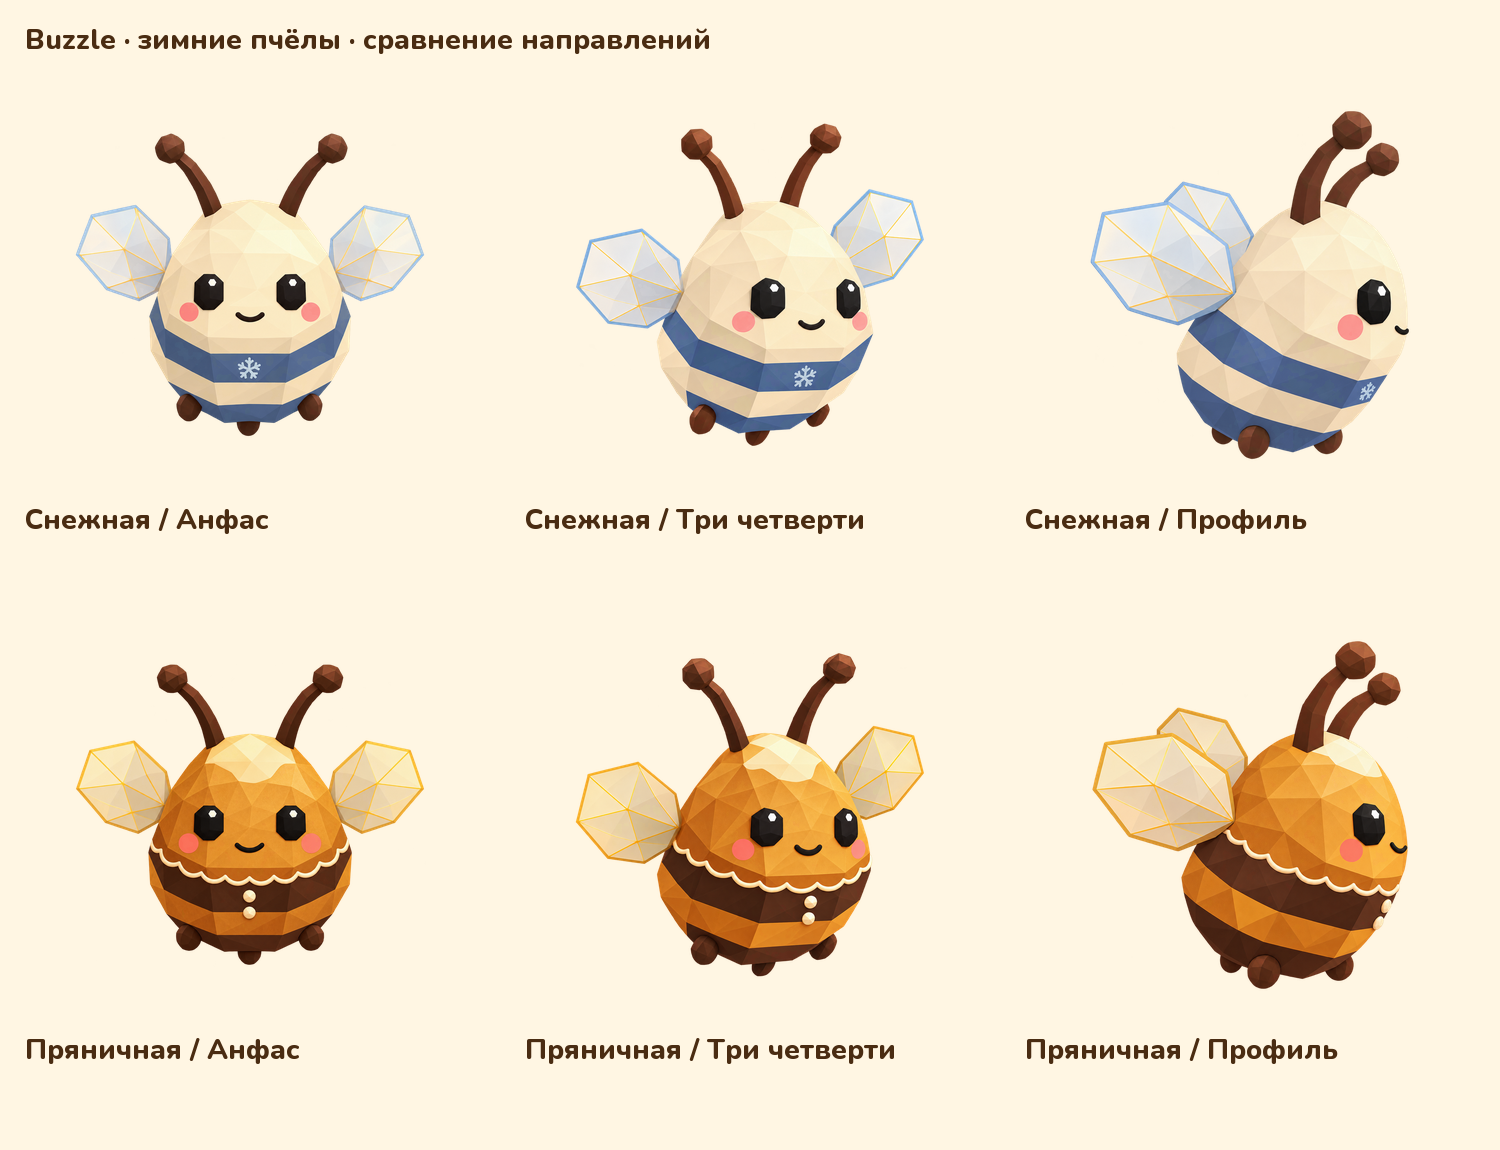 Buzzle · зимние пчёлы · сравнение направлений
Снежная / Анфас
Снежная / Три четверти
Снежная / Профиль
Пряничная / Анфас
Пряничная / Три четверти
Пряничная / Профиль